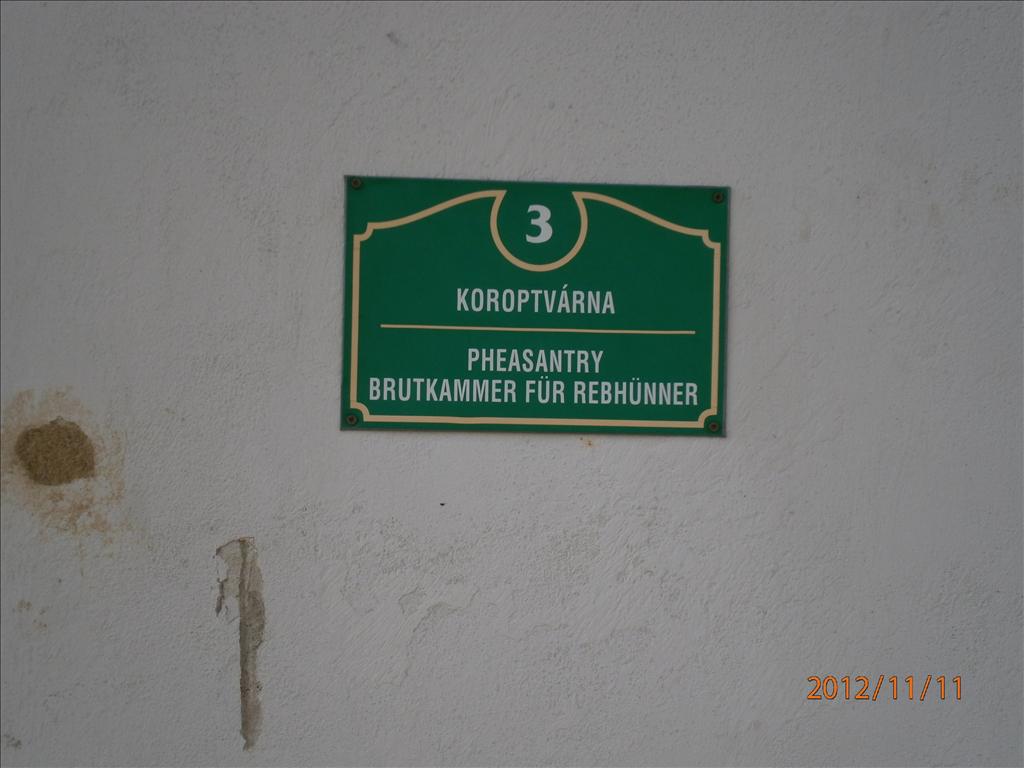 3
KOROPTVÁRNA
PHEASANTRY
BRUTKAMMER FÜR REBHÜNNER
2012/11/11